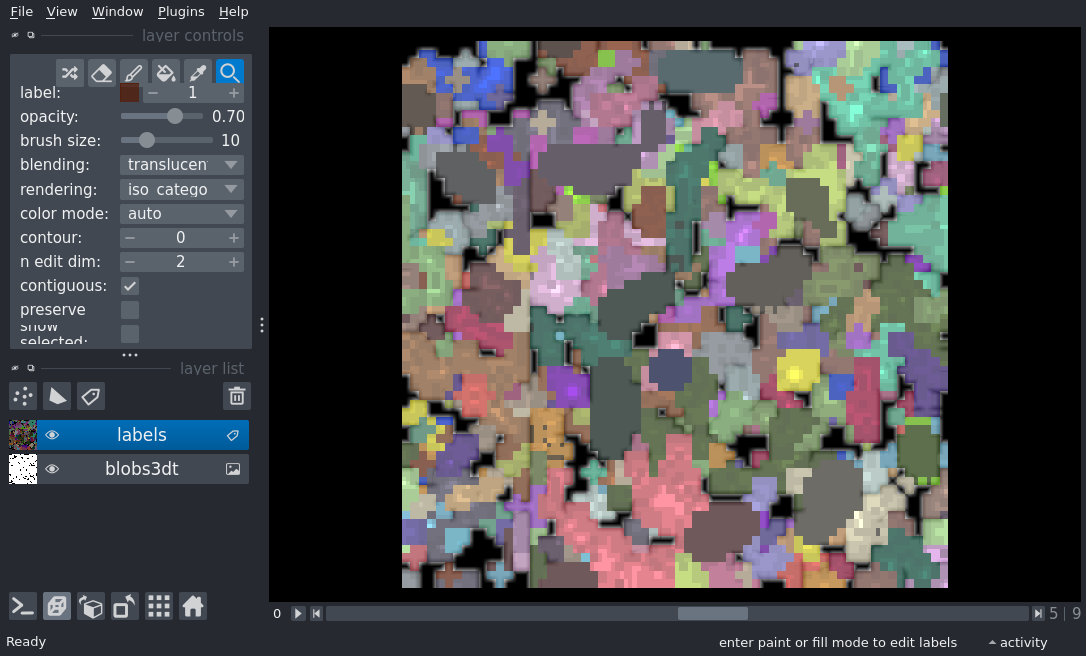 File View Window Plugins Help
layer controls
label: 1
opacity: 0.70
brush size: 10
blending: translucen
rendering: iso_catego
color mode: auto
contour: 0
n edit dim: 2
contiguous:
preserve
show
selected:
layer list
labels
blobs3dt
0 5 | 9
Ready enter paint or fill mode to edit labels activity